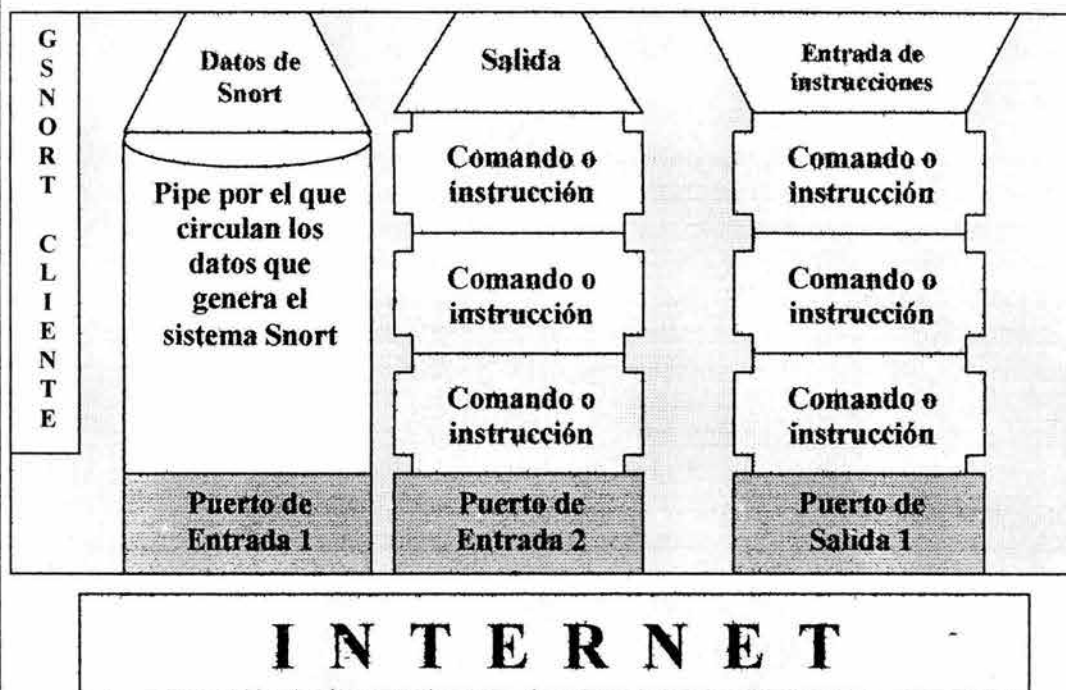 GSNORT CLIENTE
Datos de
Snort
Pipe por el que
circulan los
datos que
genera el
sistema Snort
Puerto de
Entrada 1
Salida
Comando o
instrucción
Comando o
instrucción
Comando o
instrucción
Puerto de
Entrada 2
Entrada de
instrucciones
Comando o
instrucción
Comando o
instrucción
Comando o
instrucción
Puerto de
Salida 1
INTERNET